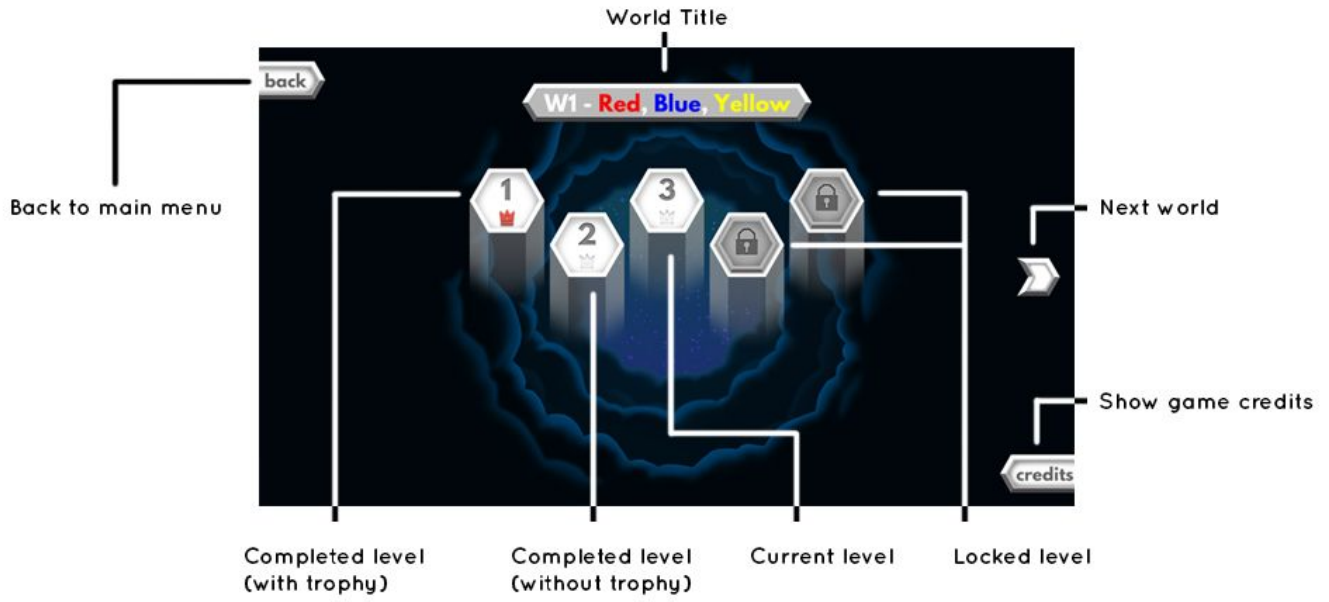 World Title
back
W1 - Red, Blue, Yellow
Back to main menu
1
3
2
Next world
Show game credits
credits
Completed level
(with trophy)
Completed level
(without trophy)
Current level
Locked level